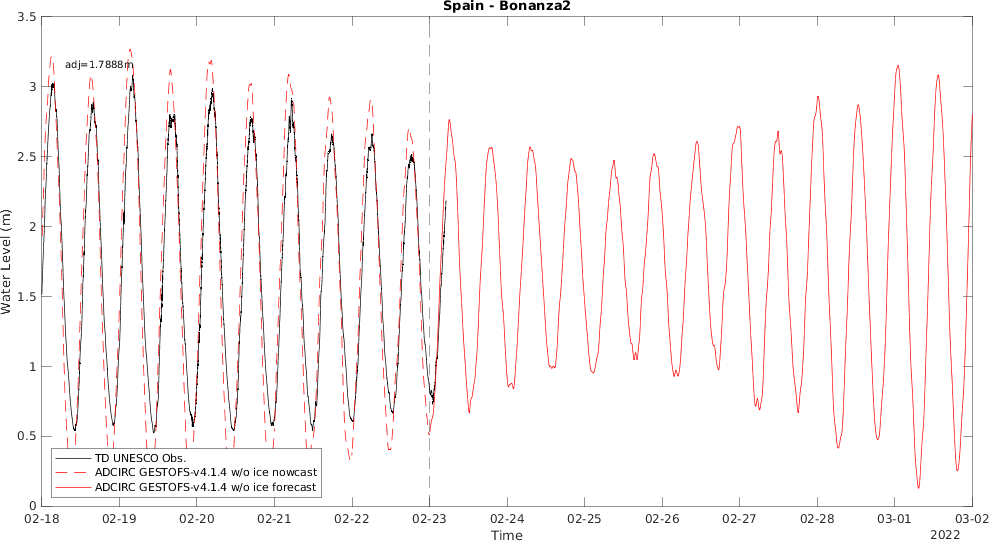 Spain - Bonanza2
3.5
3
2.5
2
1.5
1
0.5
0
Water Level (m)
adj=1.7888m
TD UNESCO Obs.
ADCIRC GESTOFS-v4.1.4 w/o ice nowcast
ADCIRC GESTOFS-v4.1.4 w/o ice forecast
02-18 02-19 02-20 02-21 02-22 02-23 02-24 02-25 02-26 02-27 02-28 03-01 03-02
Time
2022